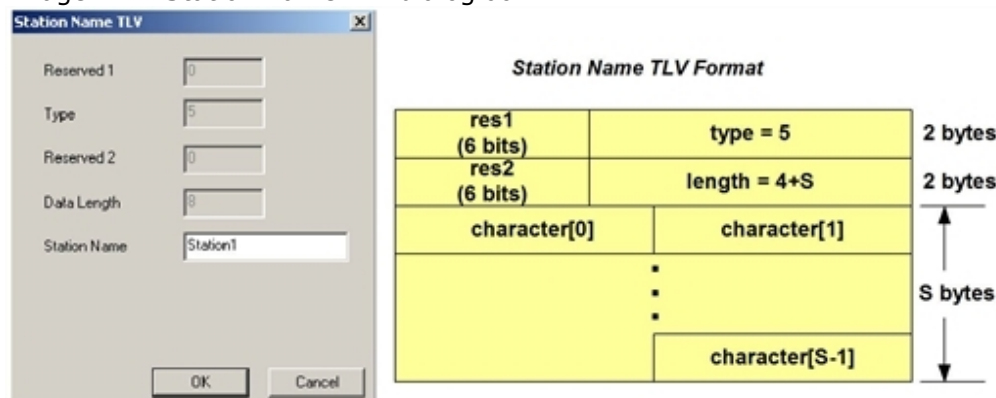 Station Name TLV
Reserved 1 0
Type 5
Reserved 2 0
Data Length 8
Station Name Station1
OK Cancel
Station Name TLV Format
res1
(6 bits) type = 5 2 bytes
res2
(6 bits) length = 4+S 2 bytes
character[0] character[1]
S bytes
character[S-1]